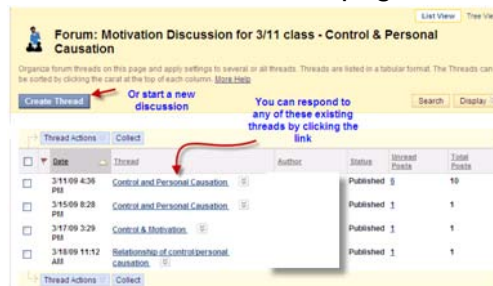 List View Tree Vie
Forum: Motivation Discussion for 3/11 class - Control & Personal
Causation
Organize forum threads on this page and apply settings to several or all threads. Threads are listed in a tabular format. The Threads can
be sorted by clicking the carat at the top of each column. More Help
Create Thread
Or start a new
discussion
You can respond to
any of these existing
threads by clicking the
link
Search Display
Thread Actions Collect
Date Thread Author Status Unread Posts Total Posts
3/11/09 4:36 PM Control and Personal Causation Published 9 10
3/15/09 8:28 PM Control and Personal Causation Published 1 1
3/17/09 3:29 PM Control & Motivation Published 1 1
3/18/09 11:12 AM Relationship of control/personal causation Published 1 1
Thread Actions Collect